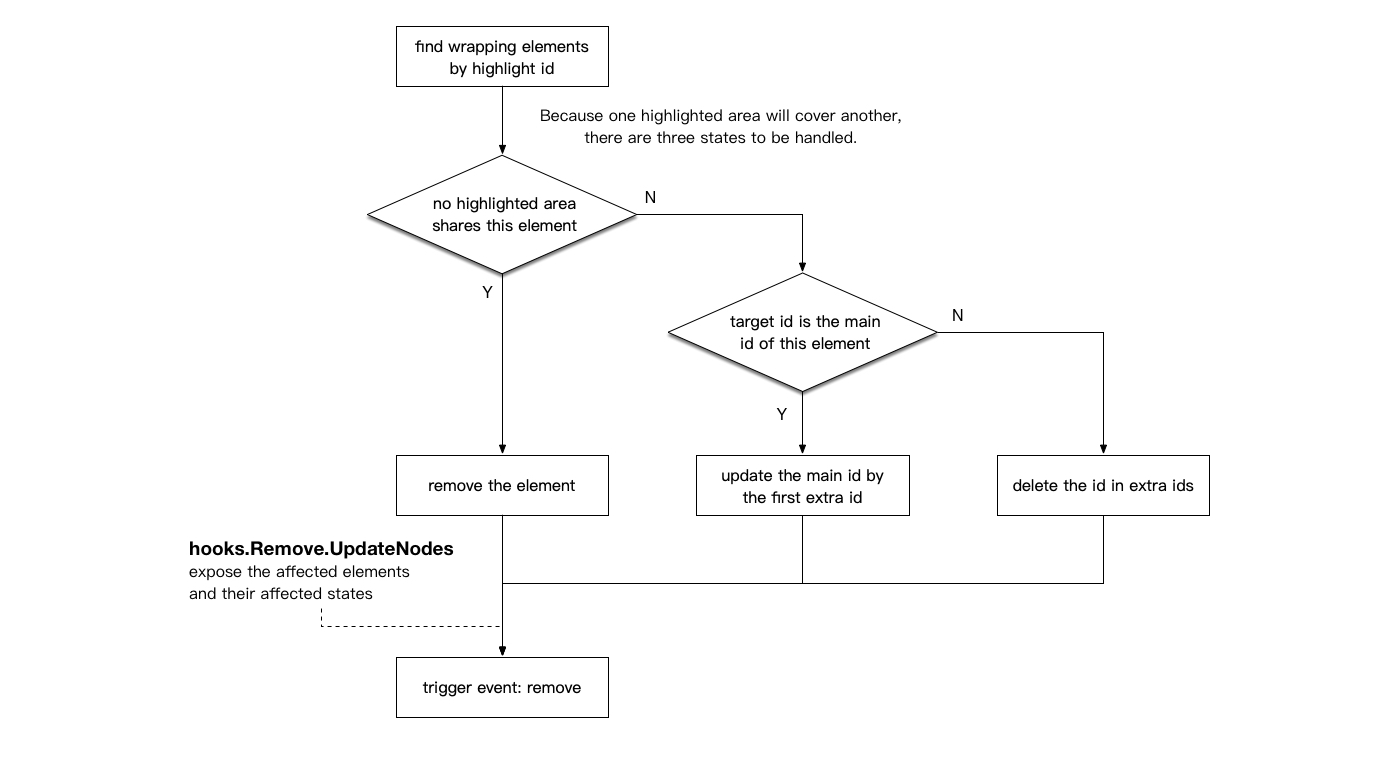 find wrapping elements
by highlight id
Because one highlighted area will cover another,
there are three states to be handled.
no highlighted area
shares this element
N
Y
target id is the main
id of this element
N
Y
remove the element
update the main id by
the first extra id
delete the id in extra ids
hooks.Remove.UpdateNodes
expose the affected elements
and their affected states
trigger event: remove